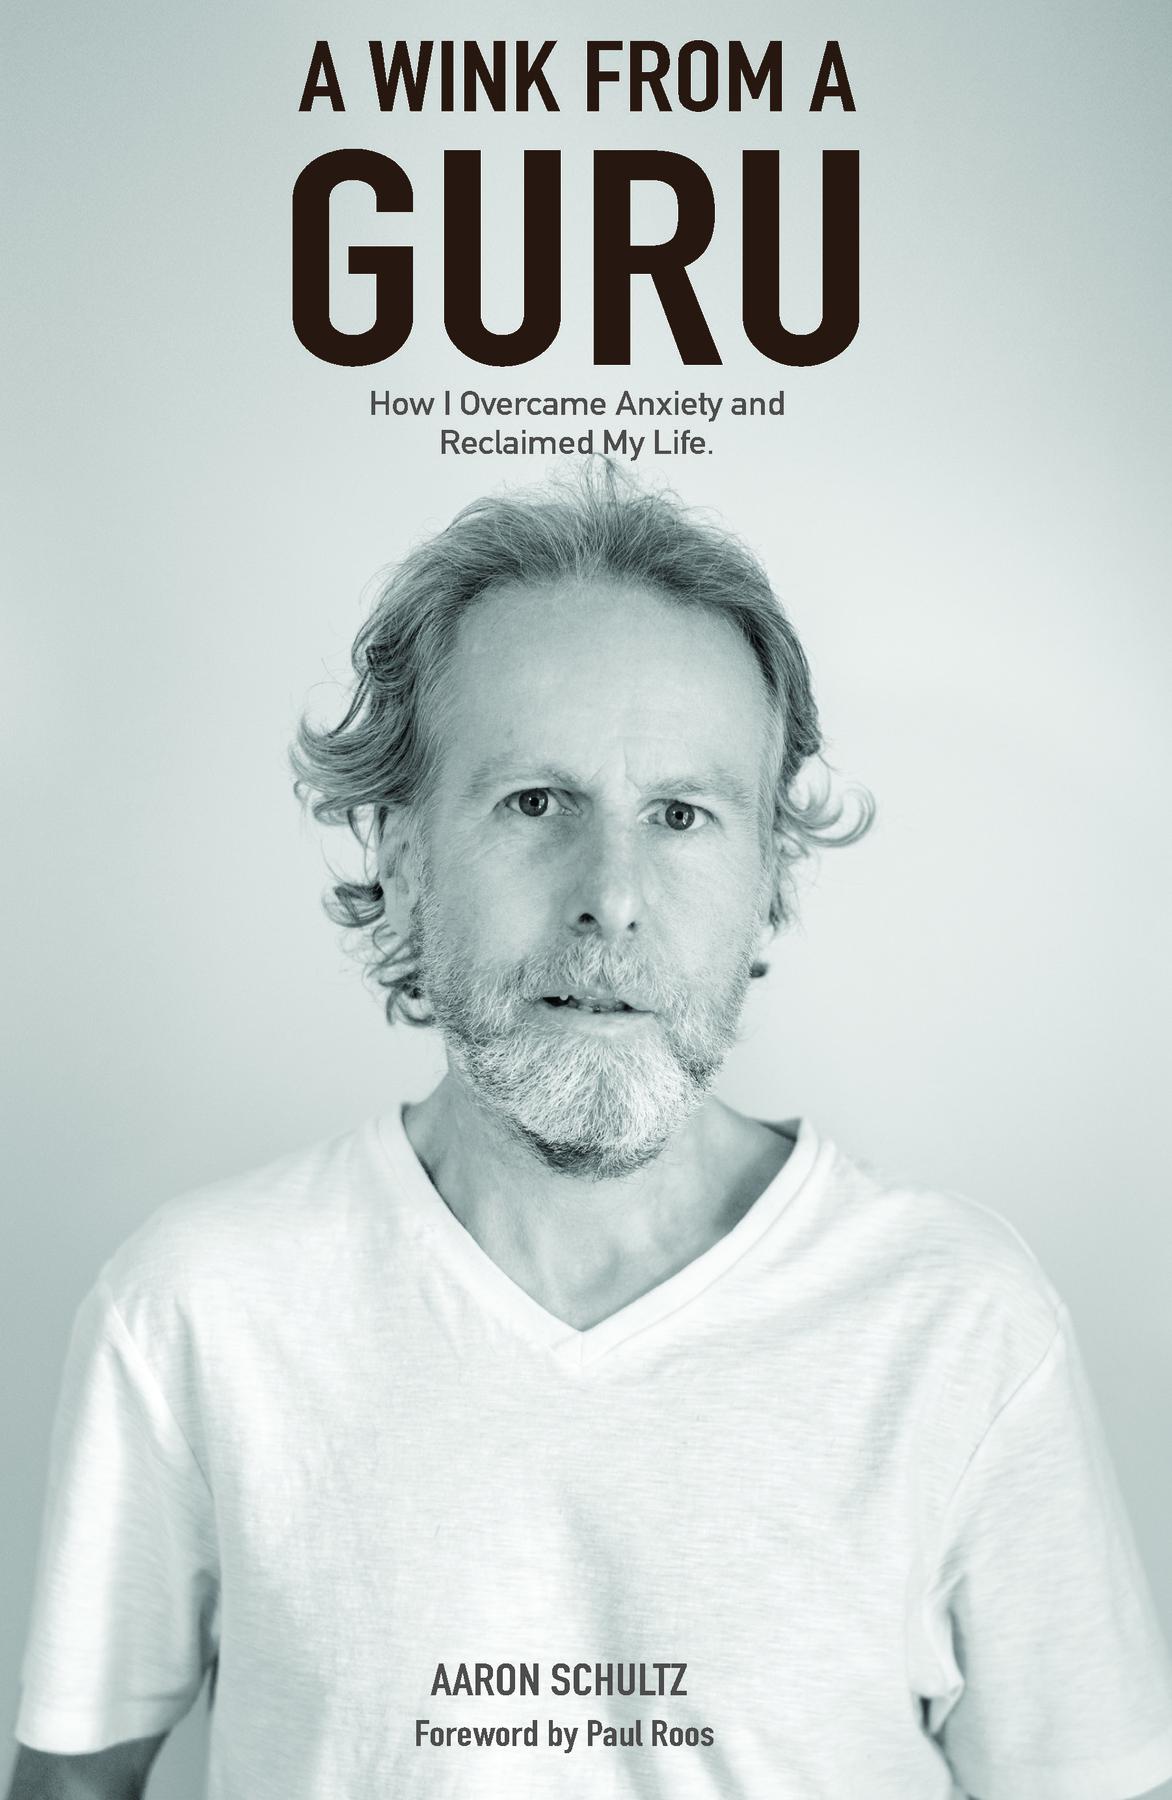 A WINK FROM A
GURU
How I Overcame Anxiety and
Reclaimed My Life.
AARON SCHULTZ
Foreword by Paul Roos